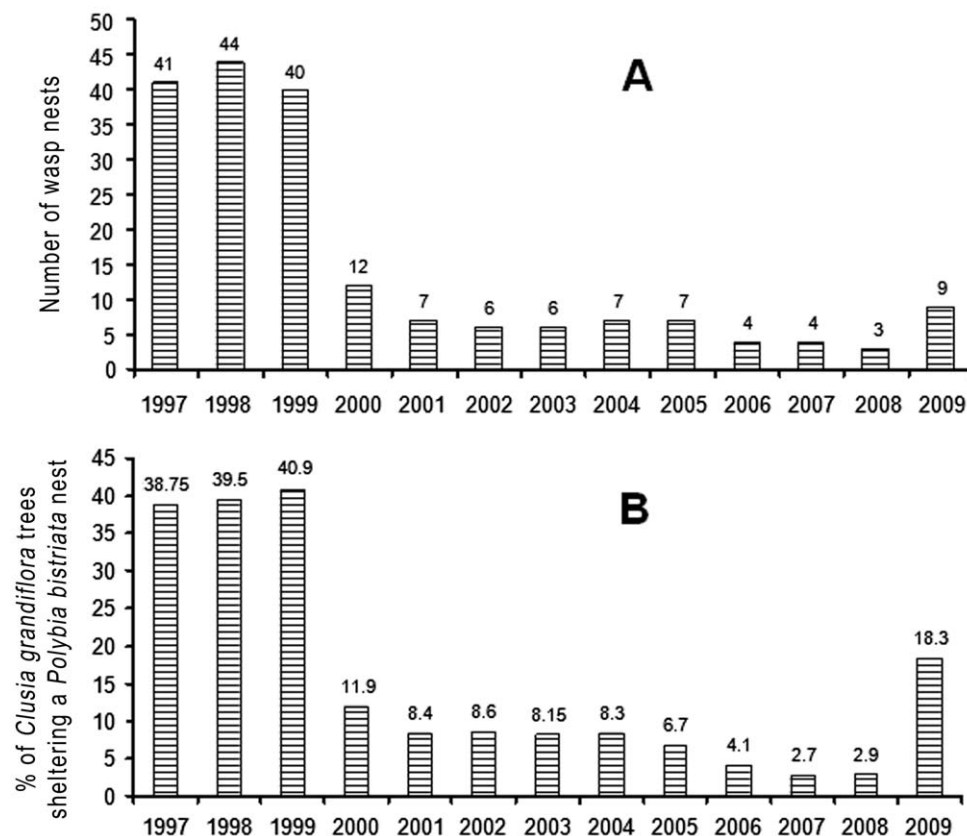 50
45
40
35
30
25
20
15
10
5
0
Number of wasp nests
A
41 44 40 12 7 6 6 7 7 4 4 3 9
1997 1998 1999 2000 2001 2002 2003 2004 2005 2006 2007 2008 2009
45
40
35
30
25
20
15
10
5
0
% of Clusia grandiflora trees
sheltering a Polybia bistriata nest
B
38.75 39.5 40.9 11.9 8.4 8.6 8.15 8.3 6.7 4.1 2.7 2.9 18.3
1997 1998 1999 2000 2001 2002 2003 2004 2005 2006 2007 2008 2009